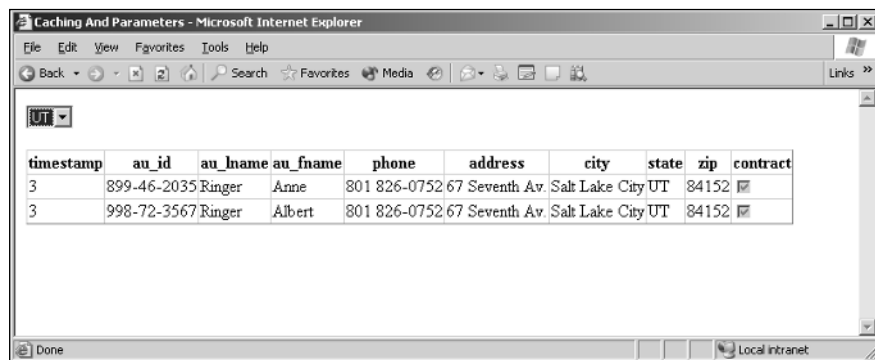 Caching And Parameters - Microsoft Internet Explorer
File Edit View Favorites Tools Help
Back Search Favorites Media Links »
UT
timestamp au_id au_lname au_fname phone address city state zip contract
3 899-46-2035 Ringer Anne 801 826-0752 67 Seventh Av. Salt Lake City UT 84152
3 998-72-3567 Ringer Albert 801 826-0752 67 Seventh Av. Salt Lake City UT 84152
Done Local intranet